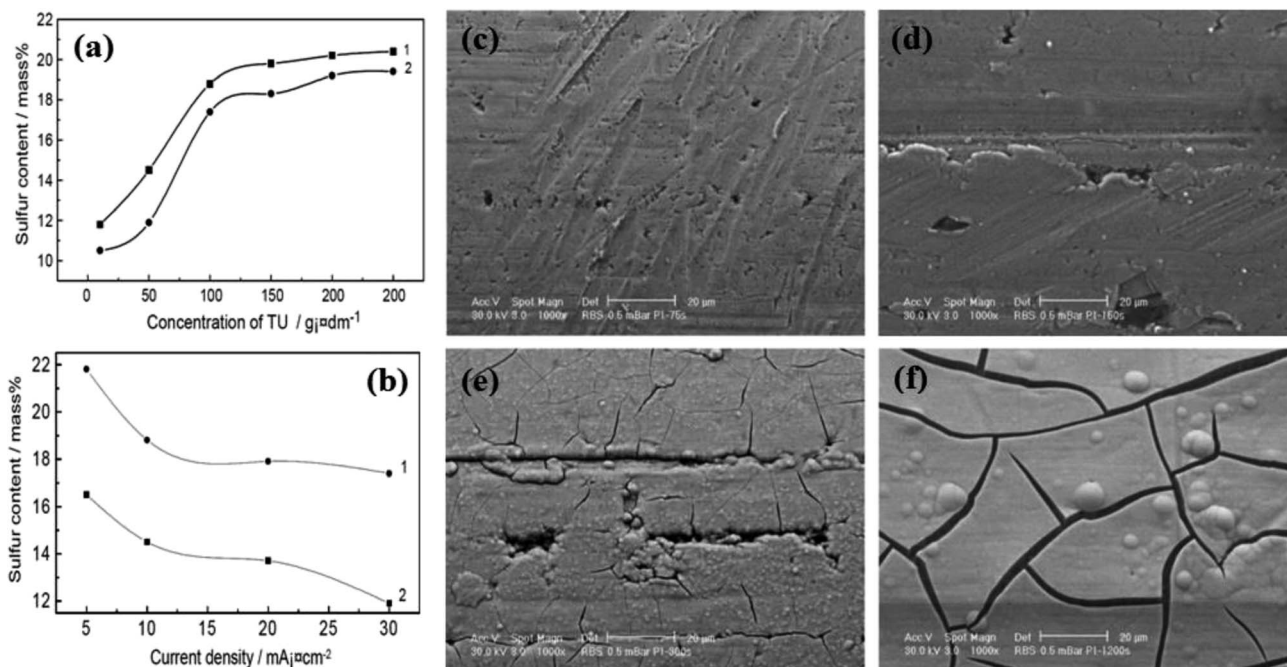 (a)
Sulfur content / mass%
22
20
18
16
14
12
10
1
2
0 50 100 150 200 200
Concentration of TU / g¡¤dm-1
(b)
Sulfur content / mass%
22
20
18
16
14
12
1
2
5 10 15 20 25 30
Current density / mA¡¤cm-2
(c)
Acc.V Spot Magn Det 20 µm
30.0 kV 3.0 1000x RBS 0.5 mBar PI-75s
(d)
Acc.V Spot Magn Det 20 µm
30.0 kV 3.0 1000x RBS 0.5 mBar PI-150s
(e)
Acc.V Spot Magn Det 20 µm
30.0 kV 3.0 1000x RBS 0.5 mBar PI-300s
(f)
Acc.V Spot Magn Det 20 µm
30.0 kV 3.0 1000x RBS 0.5 mBar PI-1200s